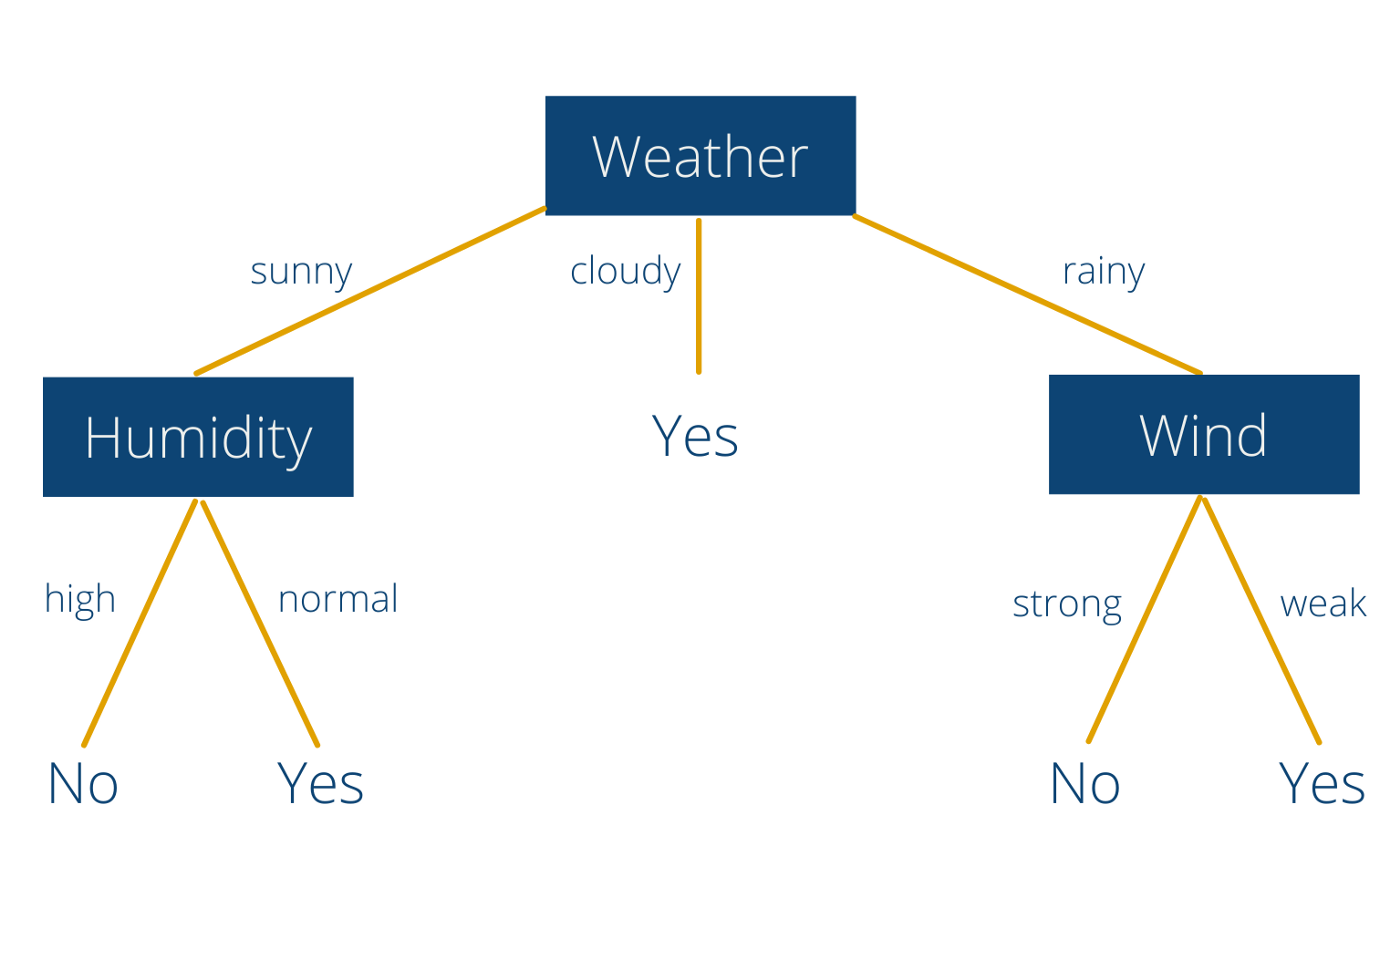 Weather
sunny
cloudy
rainy
Humidity
Yes
Wind
high
normal
strong
weak
No
Yes
No
Yes